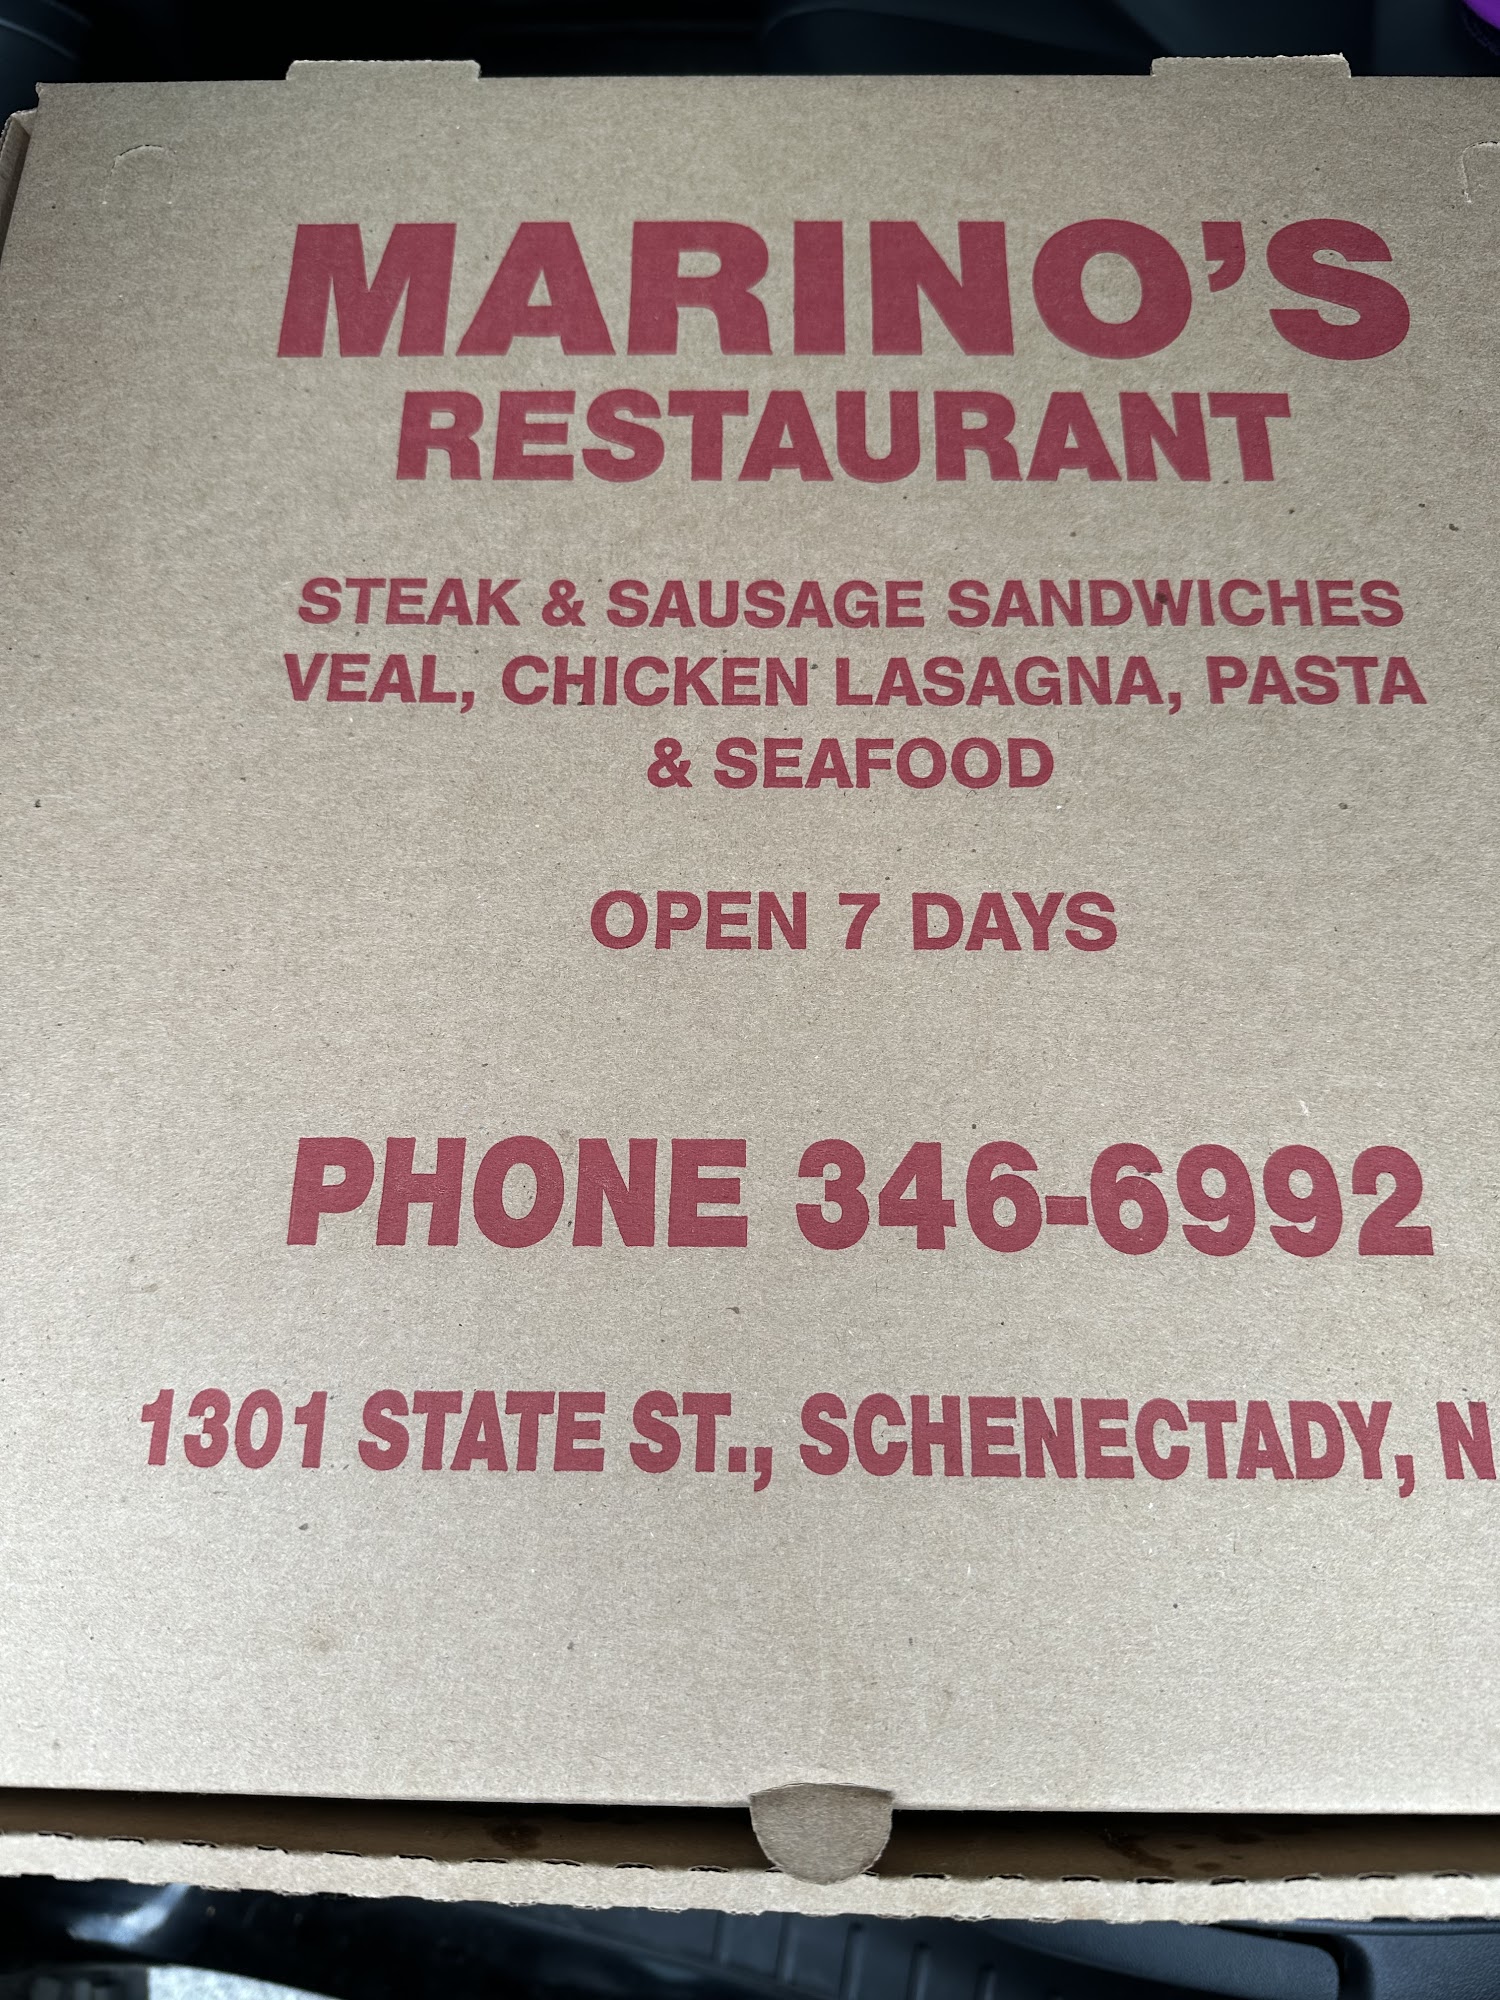 MARINO'S
RESTAURANT
STEAK & SAUSAGE SANDWICHES
VEAL, CHICKEN LASAGNA, PASTA
& SEAFOOD
OPEN 7 DAYS
PHONE 346-6992
1301 STATE ST., SCHENECTADY, N